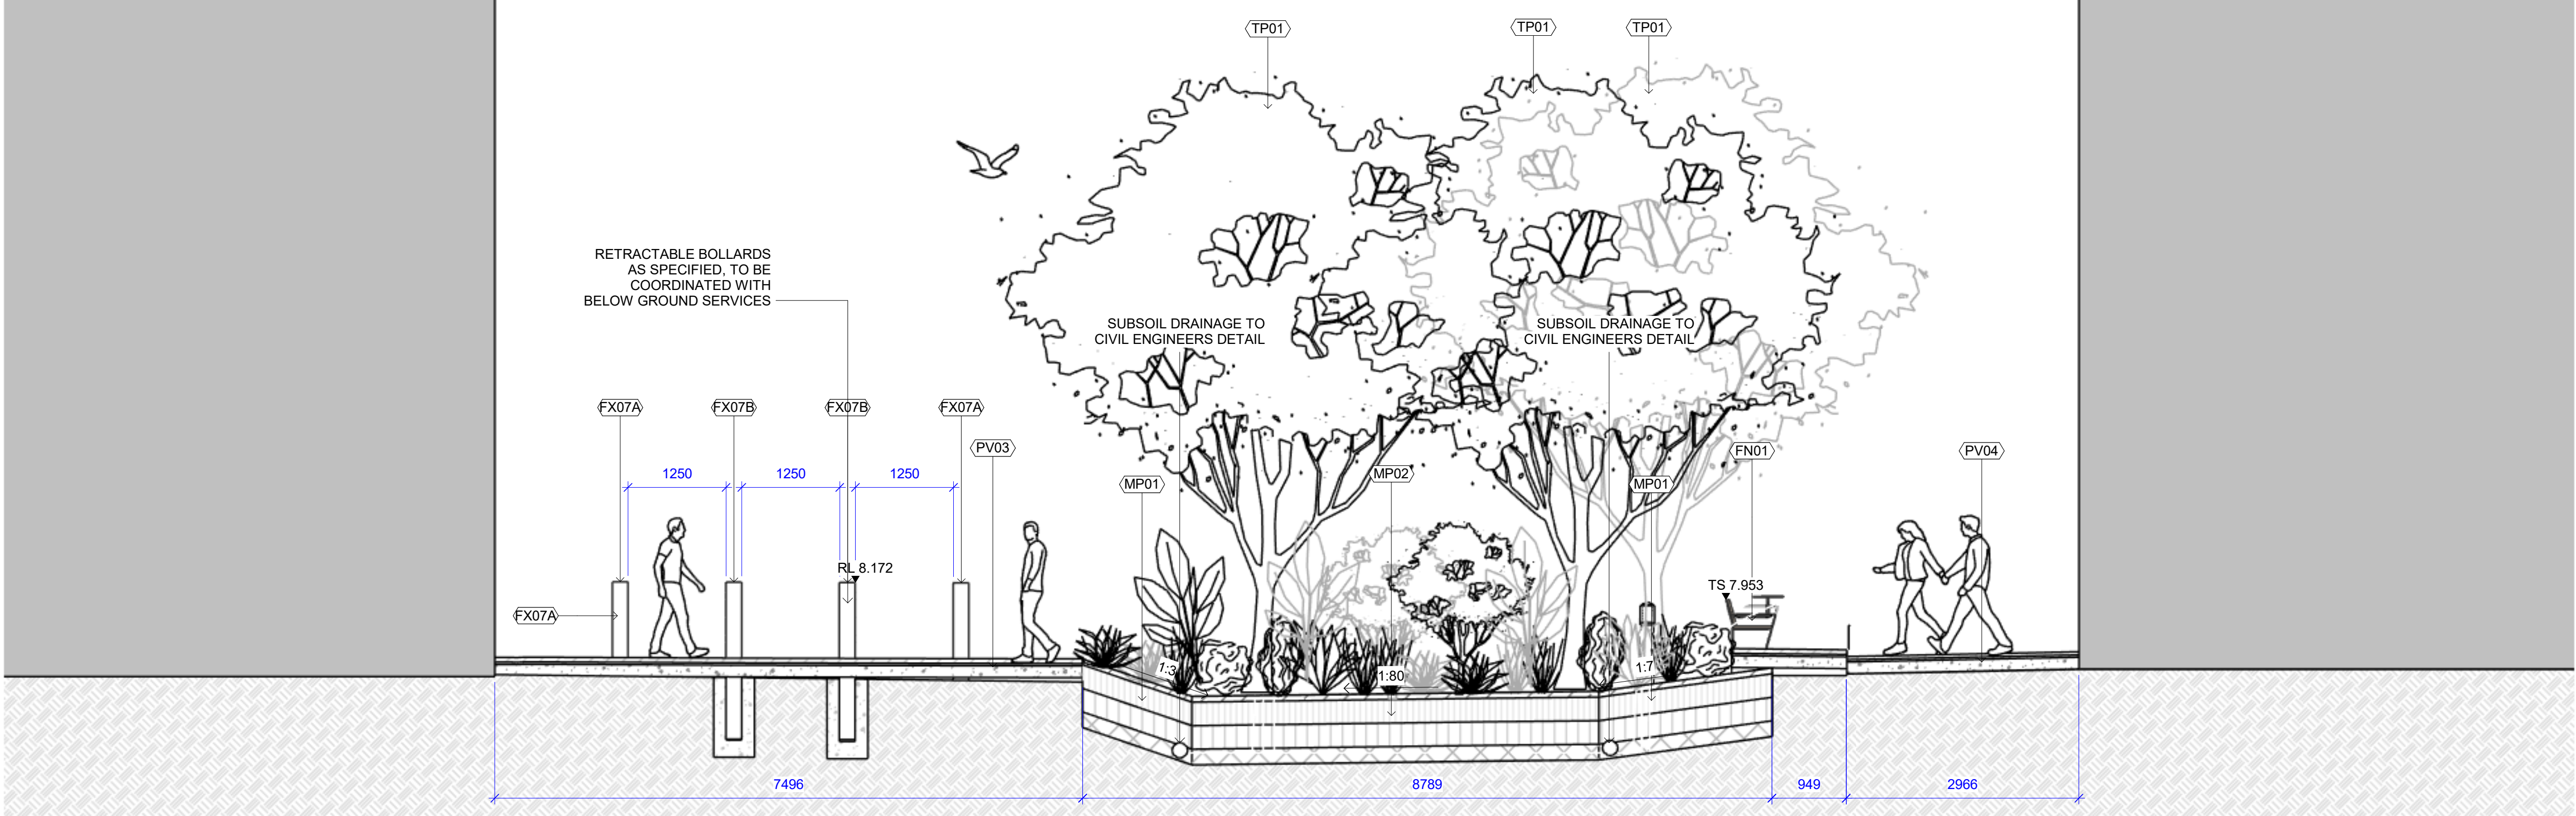 TP01
TP01
TP01
RETRACTABLE BOLLARDS
AS SPECIFIED, TO BE
COORDINATED WITH
BELOW GROUND SERVICES
SUBSOIL DRAINAGE TO
CIVIL ENGINEERS DETAIL
SUBSOIL DRAINAGE TO
CIVIL ENGINEERS DETAIL
FX07A
FX07B
FX07B
FX07A
PV03
FN01
PV04
1250
1250
1250
MP01
MP02
MP01
RL 8.172
TS 7.953
FX07A
1:3
1:80
1:7
7496
8789
949
2966